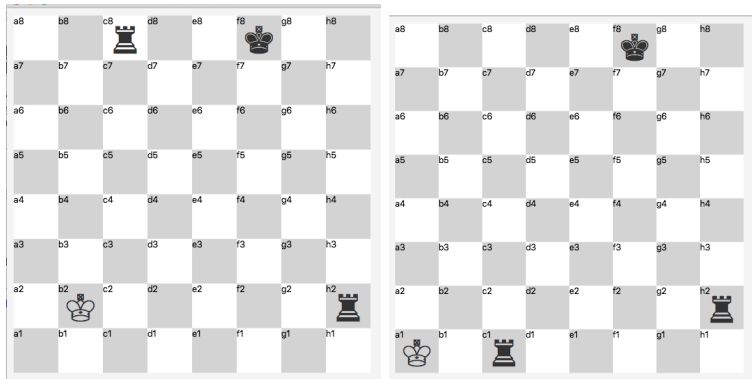 a8 b8 c8 d8 e8 f8 g8 h8
a7 b7 c7 d7 e7 f7 g7 h7
a6 b6 c6 d6 e6 f6 g6 h6
a5 b5 c5 d5 e5 f5 g5 h5
a4 b4 c4 d4 e4 f4 g4 h4
a3 b3 c3 d3 e3 f3 g3 h3
a2 b2 c2 d2 e2 f2 g2 h2
a1 b1 c1 d1 e1 f1 g1 h1
a8 b8 c8 d8 e8 f8 g8 h8
a7 b7 c7 d7 e7 f7 g7 h7
a6 b6 c6 d6 e6 f6 g6 h6
a5 b5 c5 d5 e5 f5 g5 h5
a4 b4 c4 d4 e4 f4 g4 h4
a3 b3 c3 d3 e3 f3 g3 h3
a2 b2 c2 d2 e2 f2 g2 h2
a1 b1 c1 d1 e1 f1 g1 h1